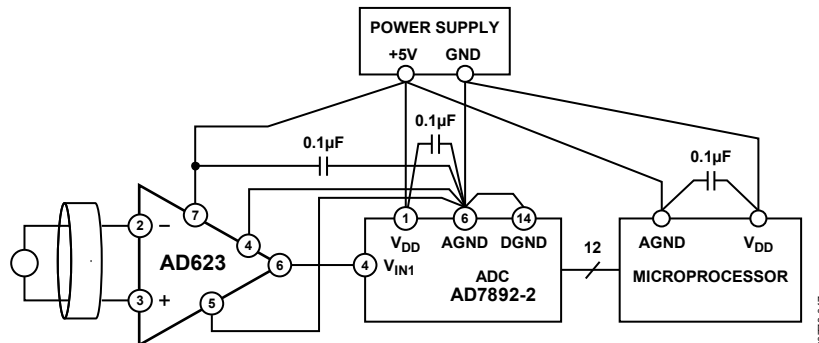 POWER SUPPLY
+5V GND
0.1µF
0.1µF
0.1µF
7
4
1 6 14
2 −
AD623
6
3 +
5
V_DD AGND DGND
4 V_IN1
ADC
AD7892-2
12
AGND V_DD
MICROPROCESSOR